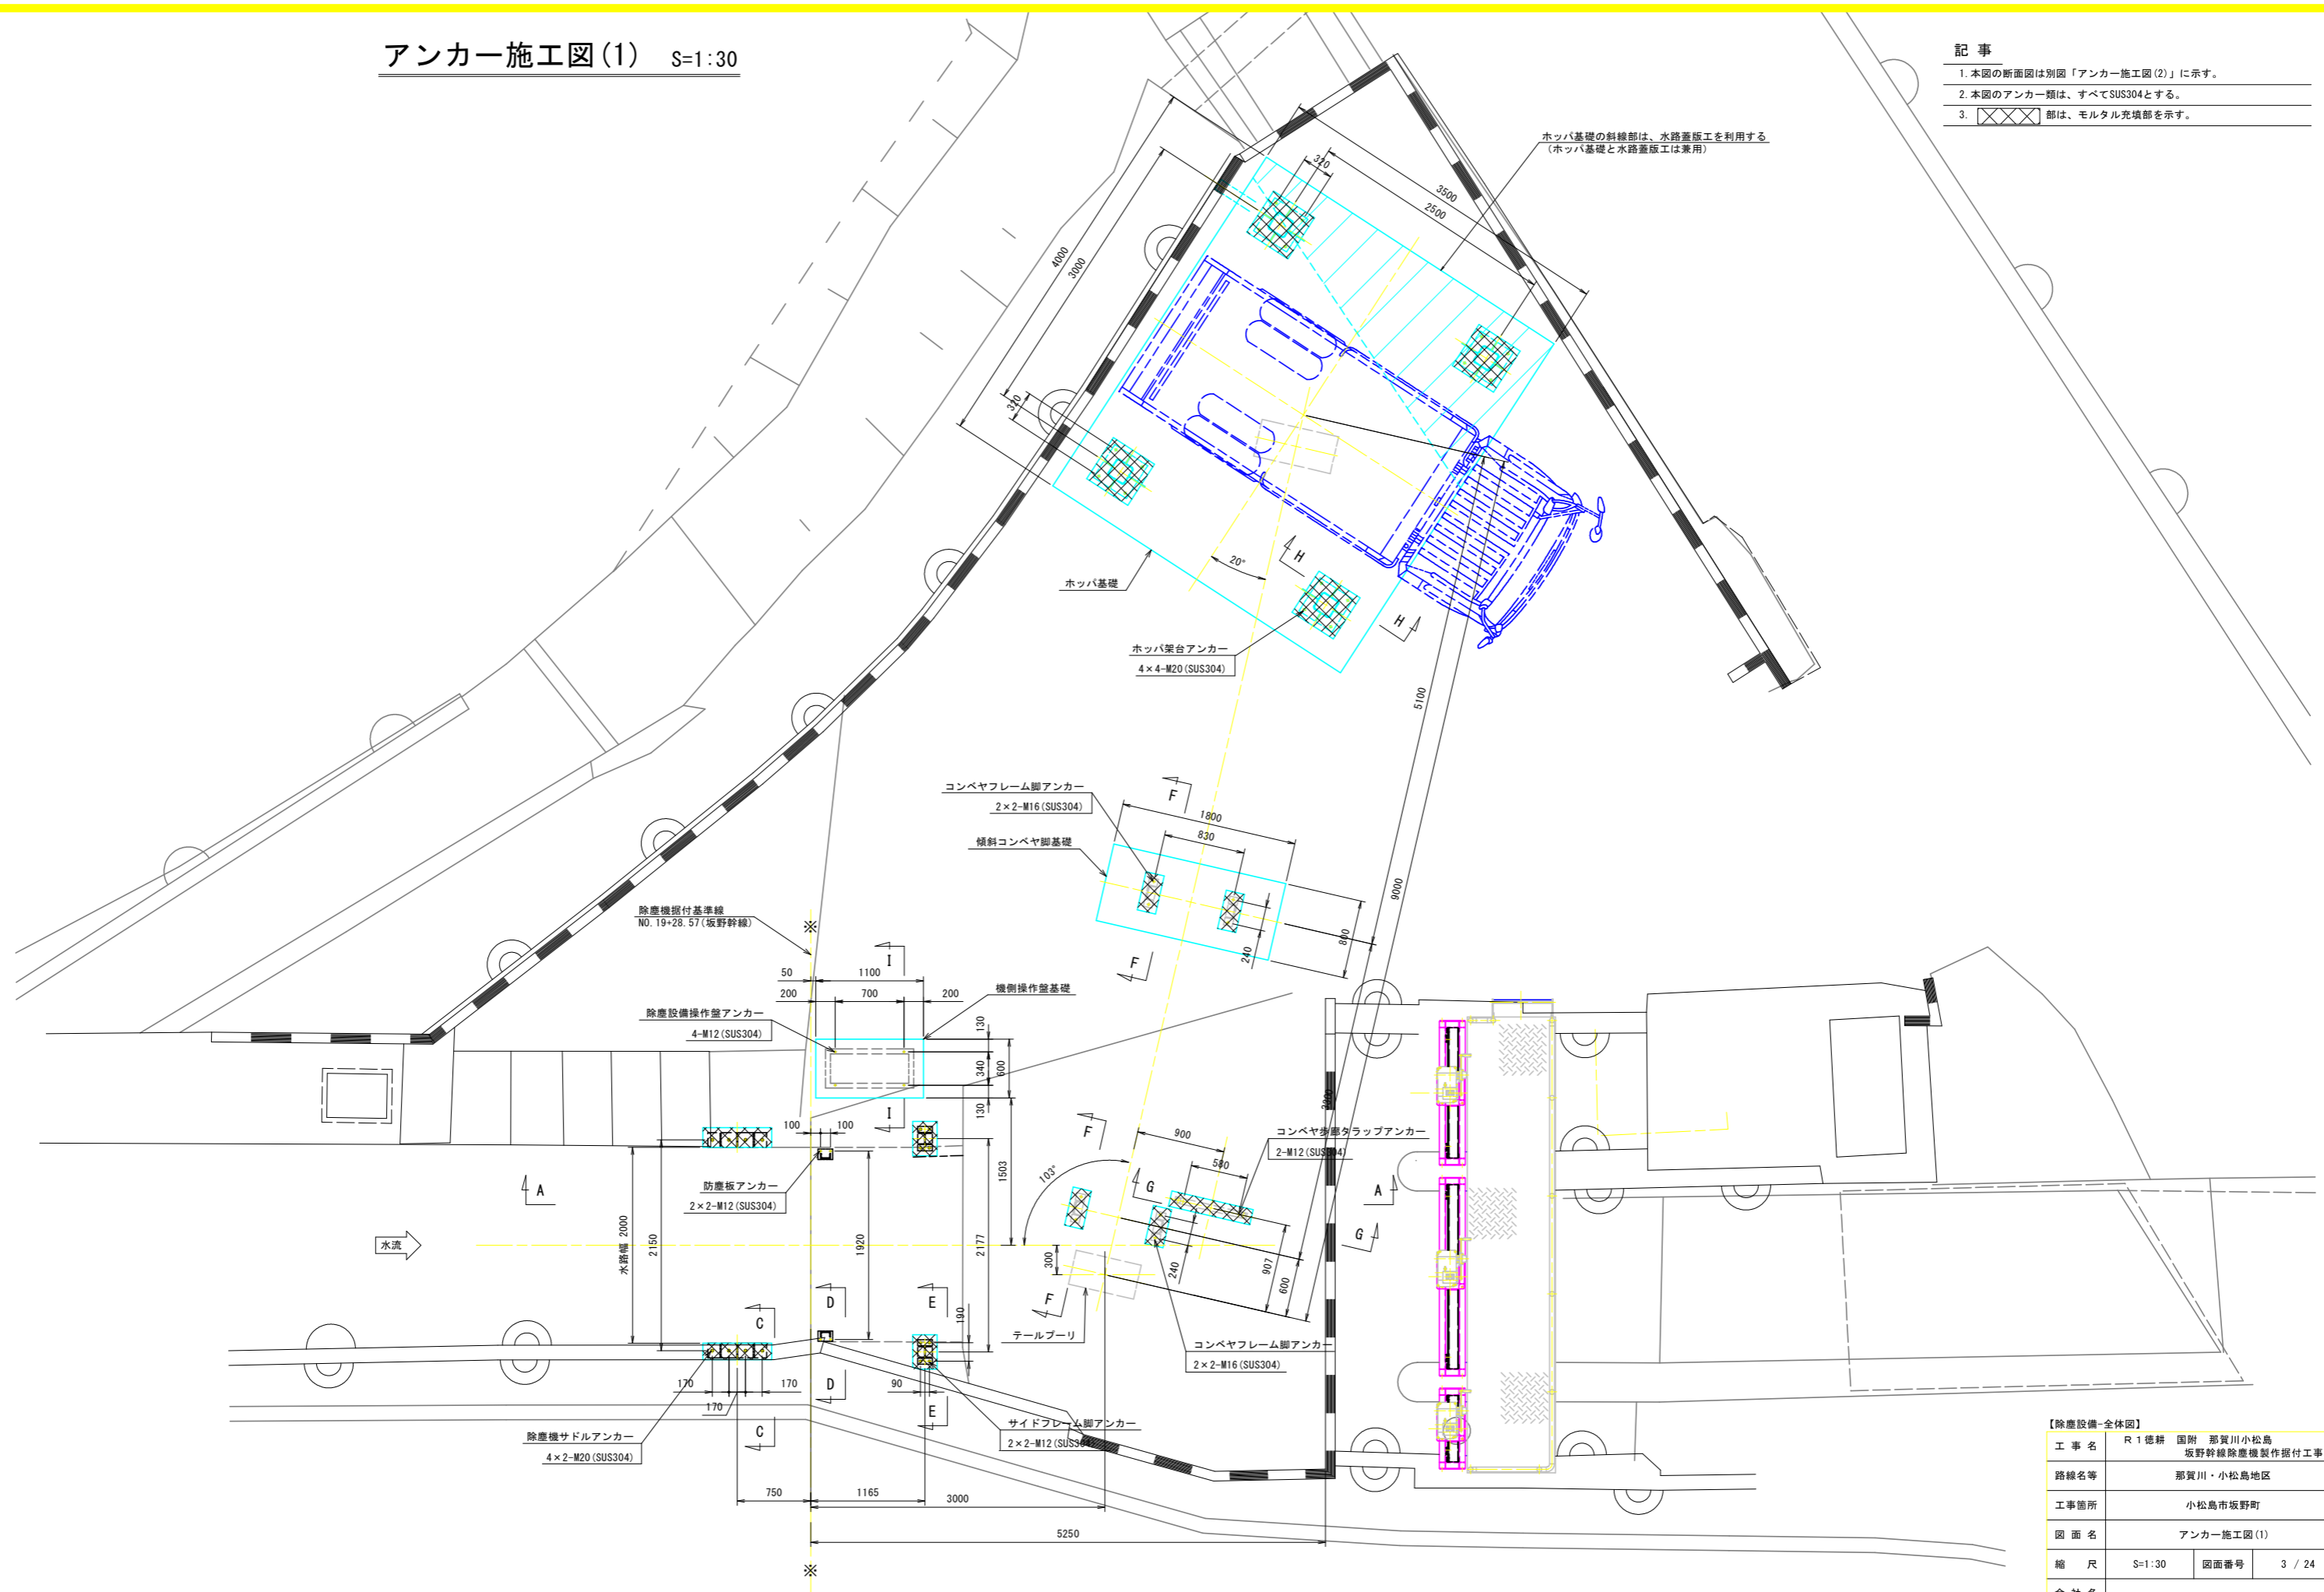 アンカー施工図(1) S=1:30
記 事
1.本図の断面図は別図「アンカー施工図(2)」に示す。
2.本図のアンカー類は、すべてSUS304とする。
3. 部は、モルタル充填部を示す。
ホッパ基礎の斜線部は、水路蓋版工を利用する
(ホッパ基礎と水路蓋版工は兼用)
320
3500
2500
4000
3000
320
20°
H
H
ホッパ基礎
ホッパ架台アンカー
4×4-M20(SUS304)
5100
9000
コンベヤフレーム脚アンカー
2×2-M16(SUS304)
傾斜コンベヤ脚基礎
F
1800
830
800
240
F
除塵機据付基準線
NO.19+28.57(坂野幹線)
※
I
50
1100
200
700
200
機側操作盤基礎
除塵設備操作盤アンカー
4-M12(SUS304)
130
340
600
130
I
100
100
防塵板アンカー
2×2-M12(SUS304)
A
水流
水路幅 2000
2150
1920
2177
1503
103°
F
900
580
コンベヤ歩廊タラップアンカー
2-M12(SUS304)
G
A
G
300
240
907
600
F
テールプーリ
コンベヤフレーム脚アンカー
2×2-M16(SUS304)
C
D
E
190
170
170
170
D
90
E
C
除塵機サドルアンカー
4×2-M20(SUS304)
サイドフレーム脚アンカー
2×2-M12(SUS304)
750
1165
3000
5250
※
【除塵設備-全体図】
工 事 名
R1徳耕 国附 那賀川小松島
坂野幹線除塵機製作据付工事
路線名等
那賀川・小松島地区
工事箇所
小松島市坂野町
図 面 名
アンカー施工図(1)
縮 尺
S=1:30
図面番号
3 / 24